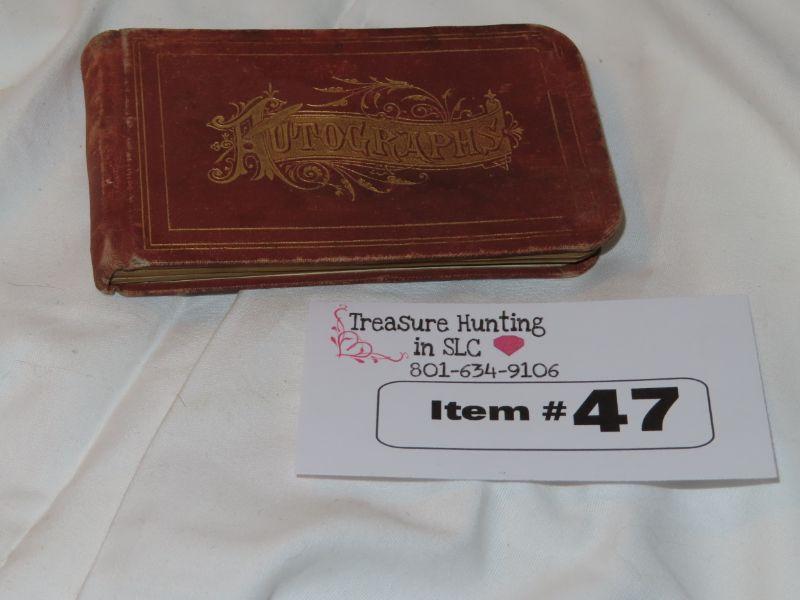 AUTOGRAPHS
Treasure Hunting
in SLC
801-634-9106
Item #47